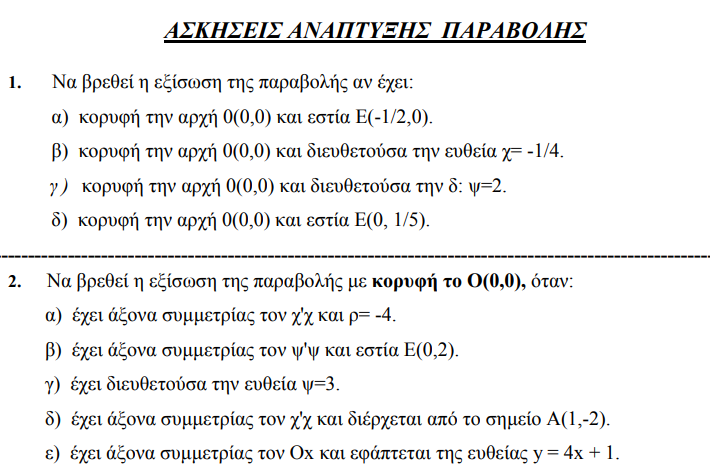 ΑΣΚΗΣΕΙΣ ΑΝΑΠΤΥΞΗΣ ΠΑΡΑΒΟΛΗΣ
1. Να βρεθεί η εξίσωση της παραβολής αν έχει:
α) κορυφή την αρχή 0(0,0) και εστία Ε(-1/2,0).
β) κορυφή την αρχή 0(0,0) και διευθετούσα την ευθεία χ= -1/4.
γ) κορυφή την αρχή 0(0,0) και διευθετούσα την δ: ψ=2.
δ) κορυφή την αρχή 0(0,0) και εστία Ε(0, 1/5).
2. Να βρεθεί η εξίσωση της παραβολής με κορυφή το Ο(0,0), όταν:
α) έχει άξονα συμμετρίας τον χ'χ και ρ= -4.
β) έχει άξονα συμμετρίας τον ψ'ψ και εστία Ε(0,2).
γ) έχει διευθετούσα την ευθεία ψ=3.
δ) έχει άξονα συμμετρίας τον χ'χ και διέρχεται από το σημείο Α(1,-2).
ε) έχει άξονα συμμετρίας τον Οx και εφάπτεται της ευθείας y = 4x + 1.